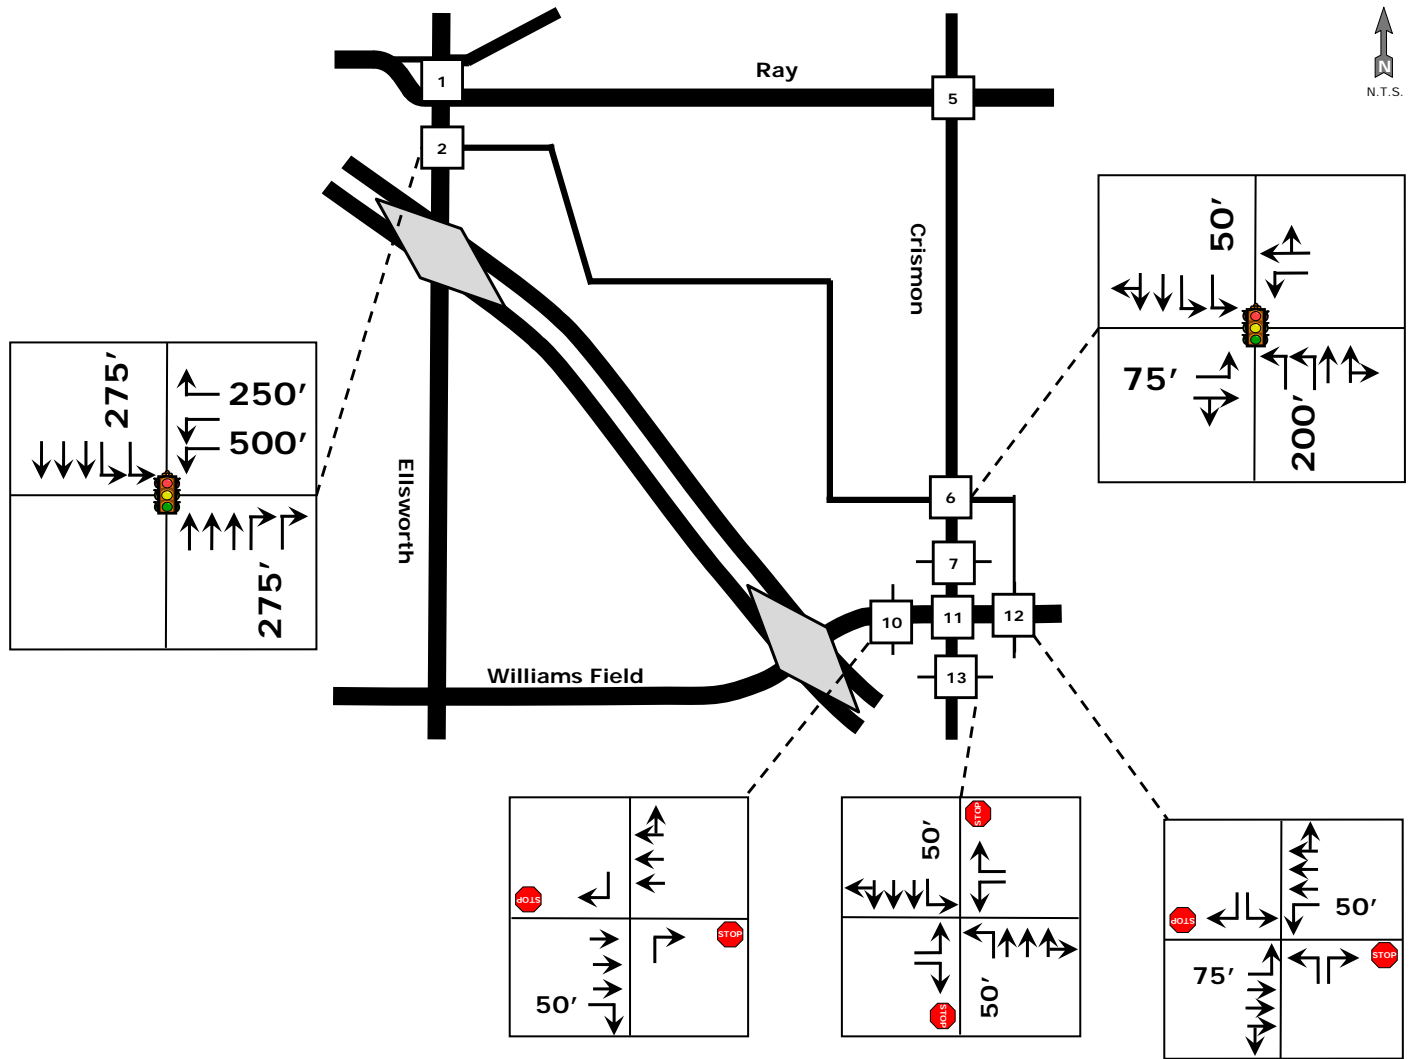 N
N.T.S.
1
Ray
5
2
50’
Crismon
275’
250’
500’
75’
200’
Ellsworth
275’
6
7
10
11
12
Williams Field
13
STOP
STOP
50’
50’
STOP
50’
STOP
STOP
50’
75’
STOP